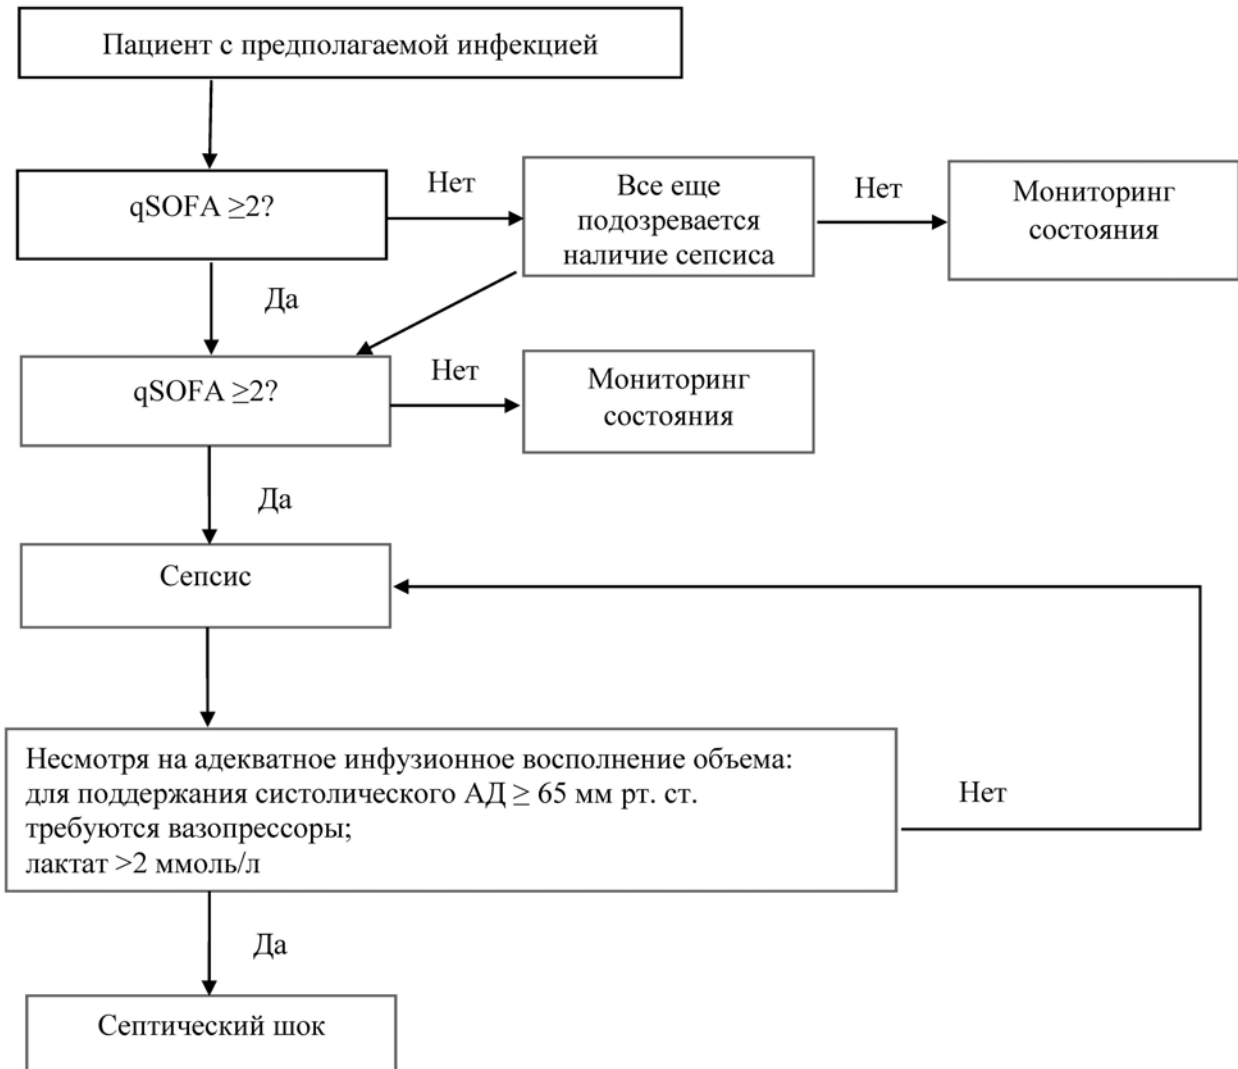 Пациент с предполагаемой инфекцией
qSOFA ≥2?
Нет
Все еще
подозревается
наличие сепсиса
Нет
Мониторинг
состояния
Да
qSOFA ≥2?
Нет
Мониторинг
состояния
Да
Сепсис
Несмотря на адекватное инфузионное восполнение объема:
для поддержания систолического АД ≥ 65 мм рт. ст.
требуются вазопрессоры;
лактат >2 ммоль/л
Нет
Да
Септический шок